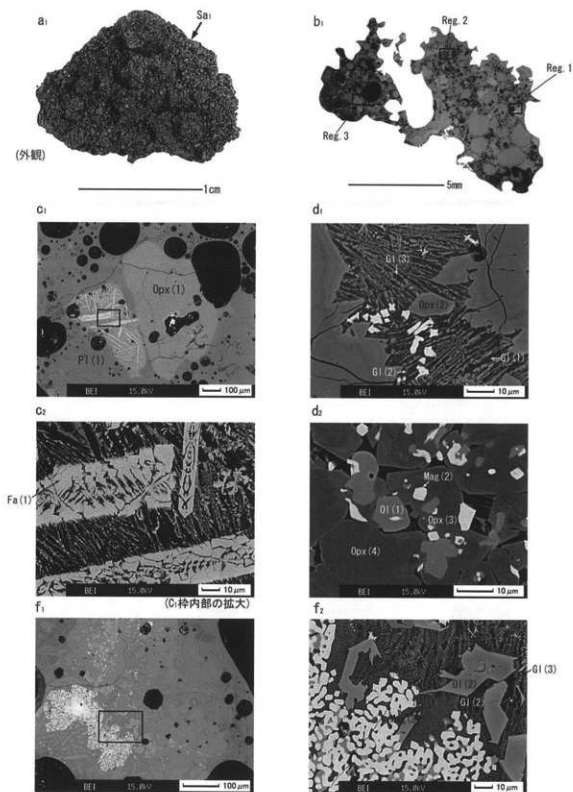 a₁
Sa₁
(外観)
1cm
b₁
Reg. 2
Reg. 1
Reg. 3
5mm
c₁
Opx(1)
Pl(1)
BEI 15.0kV 100μm
d₁
Gl(3)
Opx(2)
Gl(1)
Gl(2)
BEI 15.0kV 10μm
c₂
Fa(1)
BEI 15.0kV 10μm
(C₁枠内部の拡大)
d₂
Mag(2)
Ol(1)
Opx(3)
Opx(4)
BEI 15.0kV 10μm
f₁
BEI 15.0kV 100μm
f₂
Gl(3)
Ol(2)
Gl(2)
BEI 15.0kV 10μm